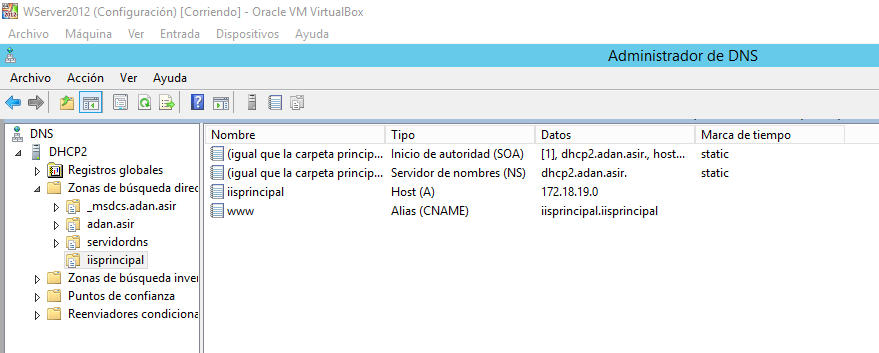 WServer2012 (Configuración) [Corriendo] - Oracle VM VirtualBox
Archivo Máquina Ver Entrada Dispositivos Ayuda
Administrador de DNS
Archivo Acción Ver Ayuda
DNS
DHCP2
Registros globales
Zonas de búsqueda direc
_msdcs.adan.asir
adan.asir
servidordns
iisprincipal
Zonas de búsqueda inver
Puntos de confianza
Reenviadores condiciona
Nombre Tipo Datos Marca de tiempo
(igual que la carpeta princip... Inicio de autoridad (SOA) [1], dhcp2.adan.asir., host... static
(igual que la carpeta princip... Servidor de nombres (NS) dhcp2.adan.asir. static
iisprincipal Host (A) 172.18.19.0
www Alias (CNAME) iisprincipal.iisprincipal